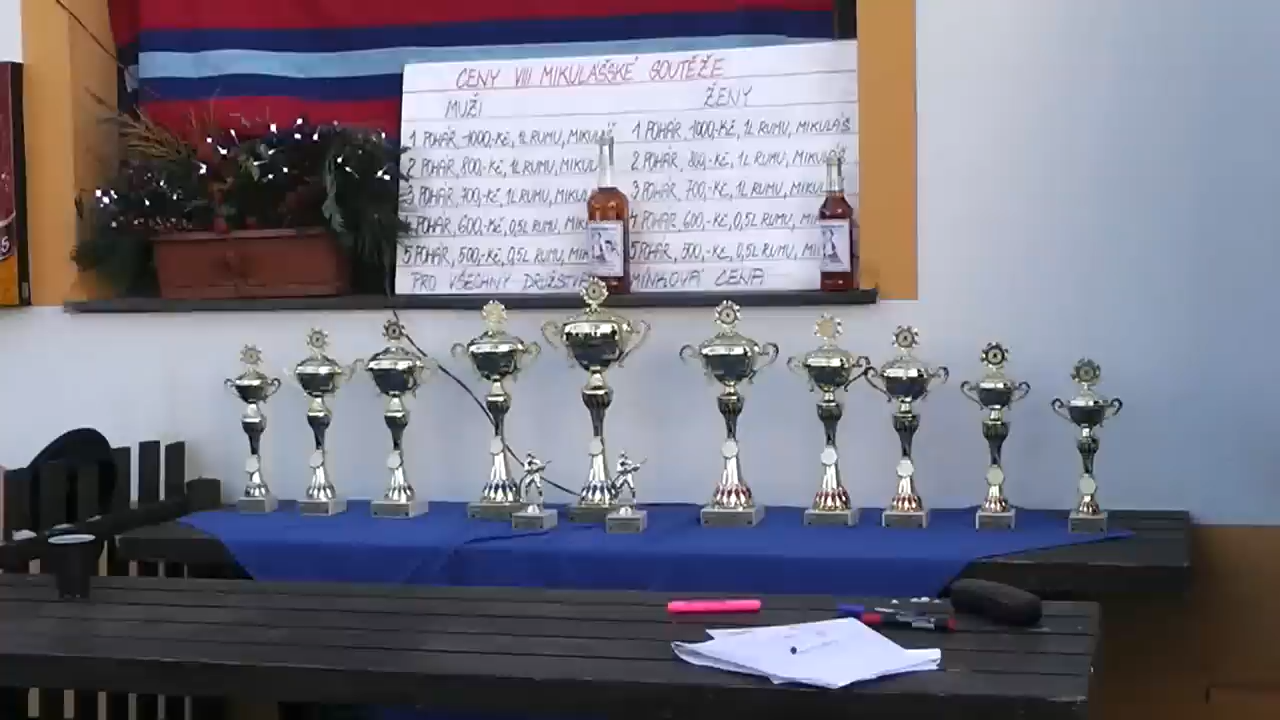 CENY VIII MIKULÁŠSKÉ SOUTĚŽE
MUŽI
1 POHÁR, 1000,-Kč, 1L RUMU, MIKULÁŠ
2 POHÁR, 800,-Kč, 1L RUMU,
3 POHÁR, 700,-Kč, 1L RUMU,
4 POHÁR, 600,-Kč, 0,5L RUMU,
5 POHÁR, 500,-Kč, 0,5L RUMU,
ŽENY
1 POHÁR, 1000,-Kč, 1L RUMU, MIKULÁŠ
2 POHÁR, 800,-Kč, 1L RUMU,
3 POHÁR, 700,-Kč, 1L RUMU,
4 POHÁR, 600,-Kč, 0,5L RUMU,
5 POHÁR, 500,-Kč, 0,5L RUMU,
PRO VŠECHNY CENA